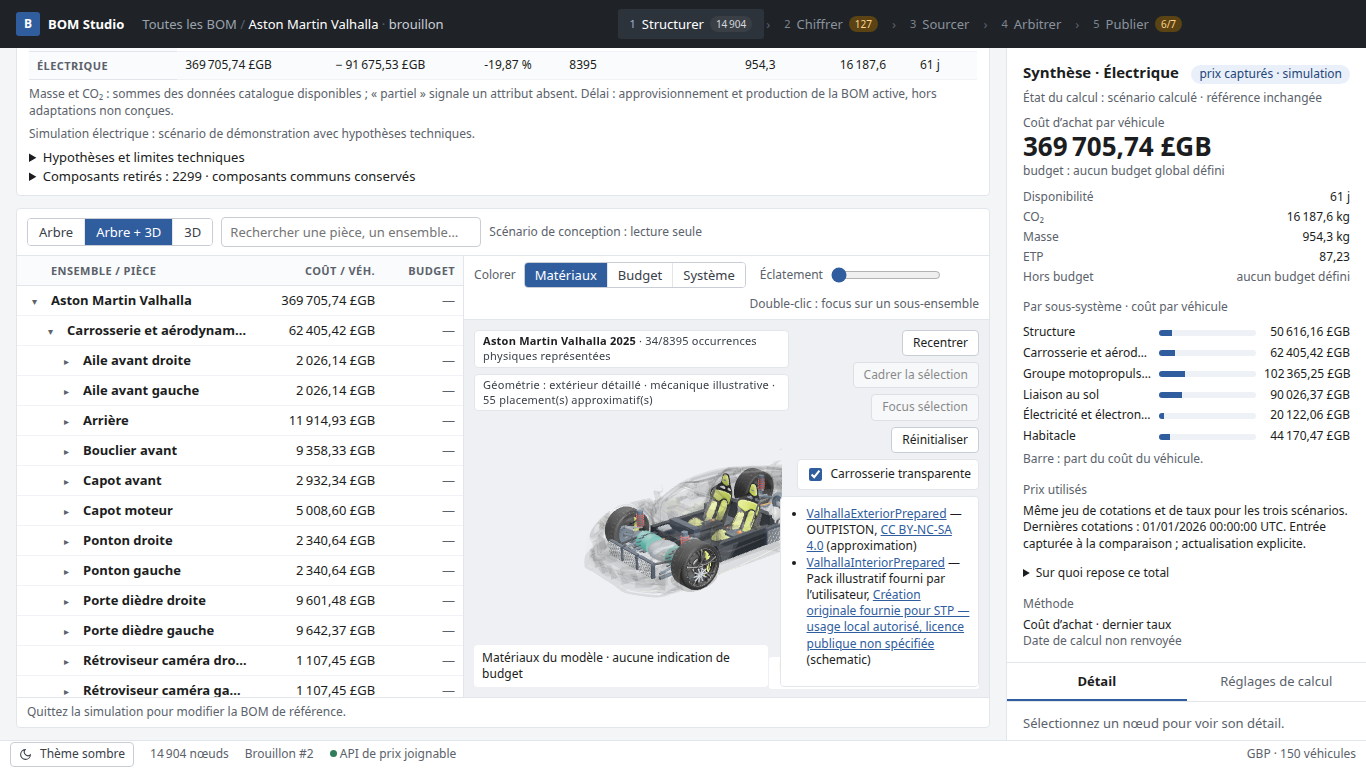 B BOM Studio Toutes les BOM / Aston Martin Valhalla · brouillon 1 Structurer 14 904 › 2 Chiffrer 127 › 3 Sourcer › 4 Arbitrer › 5 Publier 6/7
ÉLECTRIQUE 369 705,74 £GB − 91 675,53 £GB -19,87 % 8395 954,3 16 187,6 61 j
Masse et CO₂ : sommes des données catalogue disponibles ; « partiel » signale un attribut absent. Délai : approvisionnement et production de la BOM active, hors
adaptations non conçues.
Simulation électrique : scénario de démonstration avec hypothèses techniques.
Hypothèses et limites techniques
Composants retirés : 2299 · composants communs conservés
Arbre Arbre + 3D 3D Rechercher une pièce, un ensemble... Scénario de conception : lecture seule
ENSEMBLE / PIÈCE COÛT / VÉH. BUDGET
Aston Martin Valhalla 369 705,74 £GB —
Carrosserie et aérodynam... 62 405,42 £GB —
Aile avant droite 2 026,14 £GB —
Aile avant gauche 2 026,14 £GB —
Arrière 11 914,93 £GB —
Bouclier avant 9 358,33 £GB —
Capot avant 2 932,34 £GB —
Capot moteur 5 008,60 £GB —
Ponton droite 2 340,64 £GB —
Ponton gauche 2 340,64 £GB —
Porte dièdre droite 9 601,48 £GB —
Porte dièdre gauche 9 642,37 £GB —
Rétroviseur caméra dro... 1 107,45 £GB —
Rétroviseur caméra ga... 1 107,45 £GB —
Quittez la simulation pour modifier la BOM de référence.
Colorer Matériaux Budget Système Éclatement
Double-clic : focus sur un sous-ensemble
Aston Martin Valhalla 2025 · 34/8395 occurrences
physiques représentées
Géométrie : extérieur détaillé · mécanique illustrative ·
55 placement(s) approximatif(s)
Recentrer
Cadrer la sélection
Focus sélection
Réinitialiser
Carrosserie transparente
• ValhallaExteriorPrepared —
OUTPISTON, CC BY-NC-SA
4.0 (approximation)
• ValhallaInteriorPrepared —
Pack illustratif fourni par
l’utilisateur, Création
originale fournie pour STP —
usage local autorisé, licence
publique non spécifiée
(schematic)
Matériaux du modèle · aucune indication de
budget
Synthèse · Électrique prix capturés · simulation
État du calcul : scénario calculé · référence inchangée
Coût d’achat par véhicule
369 705,74 £GB
budget : aucun budget global défini
Disponibilité 61 j
CO₂ 16 187,6 kg
Masse 954,3 kg
ETP 87,23
Hors budget aucun budget défini
Par sous-système · coût par véhicule
Structure 50 616,16 £GB
Carrosserie et aérod... 62 405,42 £GB
Groupe motopropuls... 102 365,25 £GB
Liaison au sol 90 026,37 £GB
Électricité et électron... 20 122,06 £GB
Habitacle 44 170,47 £GB
Barre : part du coût du véhicule.
Prix utilisés
Même jeu de cotations et de taux pour les trois scénarios.
Dernières cotations : 01/01/2026 00:00:00 UTC. Entrée
capturée à la comparaison ; actualisation explicite.
Sur quoi repose ce total
Méthode
Coût d’achat · dernier taux
Date de calcul non renvoyée
Détail Réglages de calcul
Sélectionnez un nœud pour voir son détail.
Thème sombre 14 904 nœuds Brouillon #2 API de prix joignable GBP · 150 véhicules